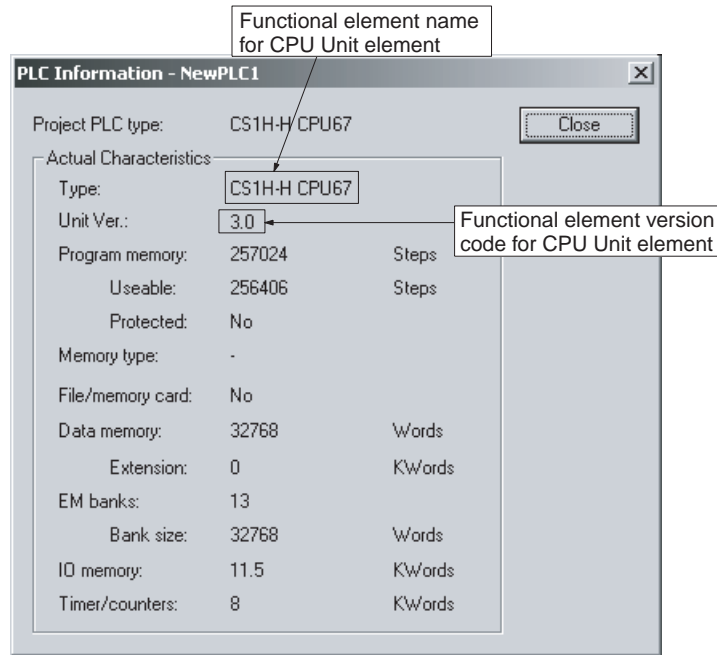 Functional element name
for CPU Unit element
PLC Information - NewPLC1
Project PLC type: CS1H-H CPU67 Close
Actual Characteristics
Type: CS1H-H CPU67
Unit Ver.: 3.0
Functional element version
code for CPU Unit element
Program memory: 257024 Steps
Useable: 256406 Steps
Protected: No
Memory type: -
File/memory card: No
Data memory: 32768 Words
Extension: 0 KWords
EM banks: 13
Bank size: 32768 Words
IO memory: 11.5 KWords
Timer/counters: 8 KWords